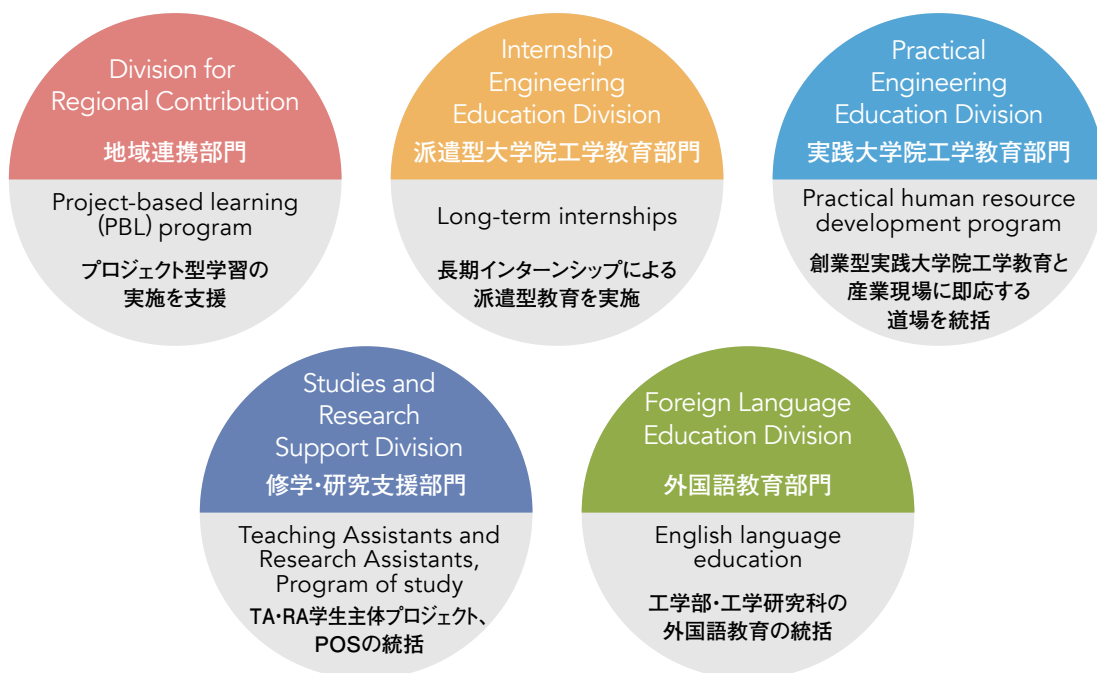 Division for
Regional Contribution
地域連携部門
Project-based learning
(PBL) program
プロジェクト型学習の
実施を支援
Internship
Engineering
Education Division
派遣型大学院工学教育部門
Long-term internships
長期インターンシップによる
派遣型教育を実施
Practical
Engineering
Education Division
実践大学院工学教育部門
Practical human resource
development program
創業型実践大学院工学教育と
産業現場に即応する
道場を統括
Studies and
Research
Support Division
修学・研究支援部門
Teaching Assistants and
Research Assistants,
Program of study
TA・RA学生主体プロジェクト、
POSの統括
Foreign Language
Education Division
外国語教育部門
English language
education
工学部・工学研究科の
外国語教育の統括